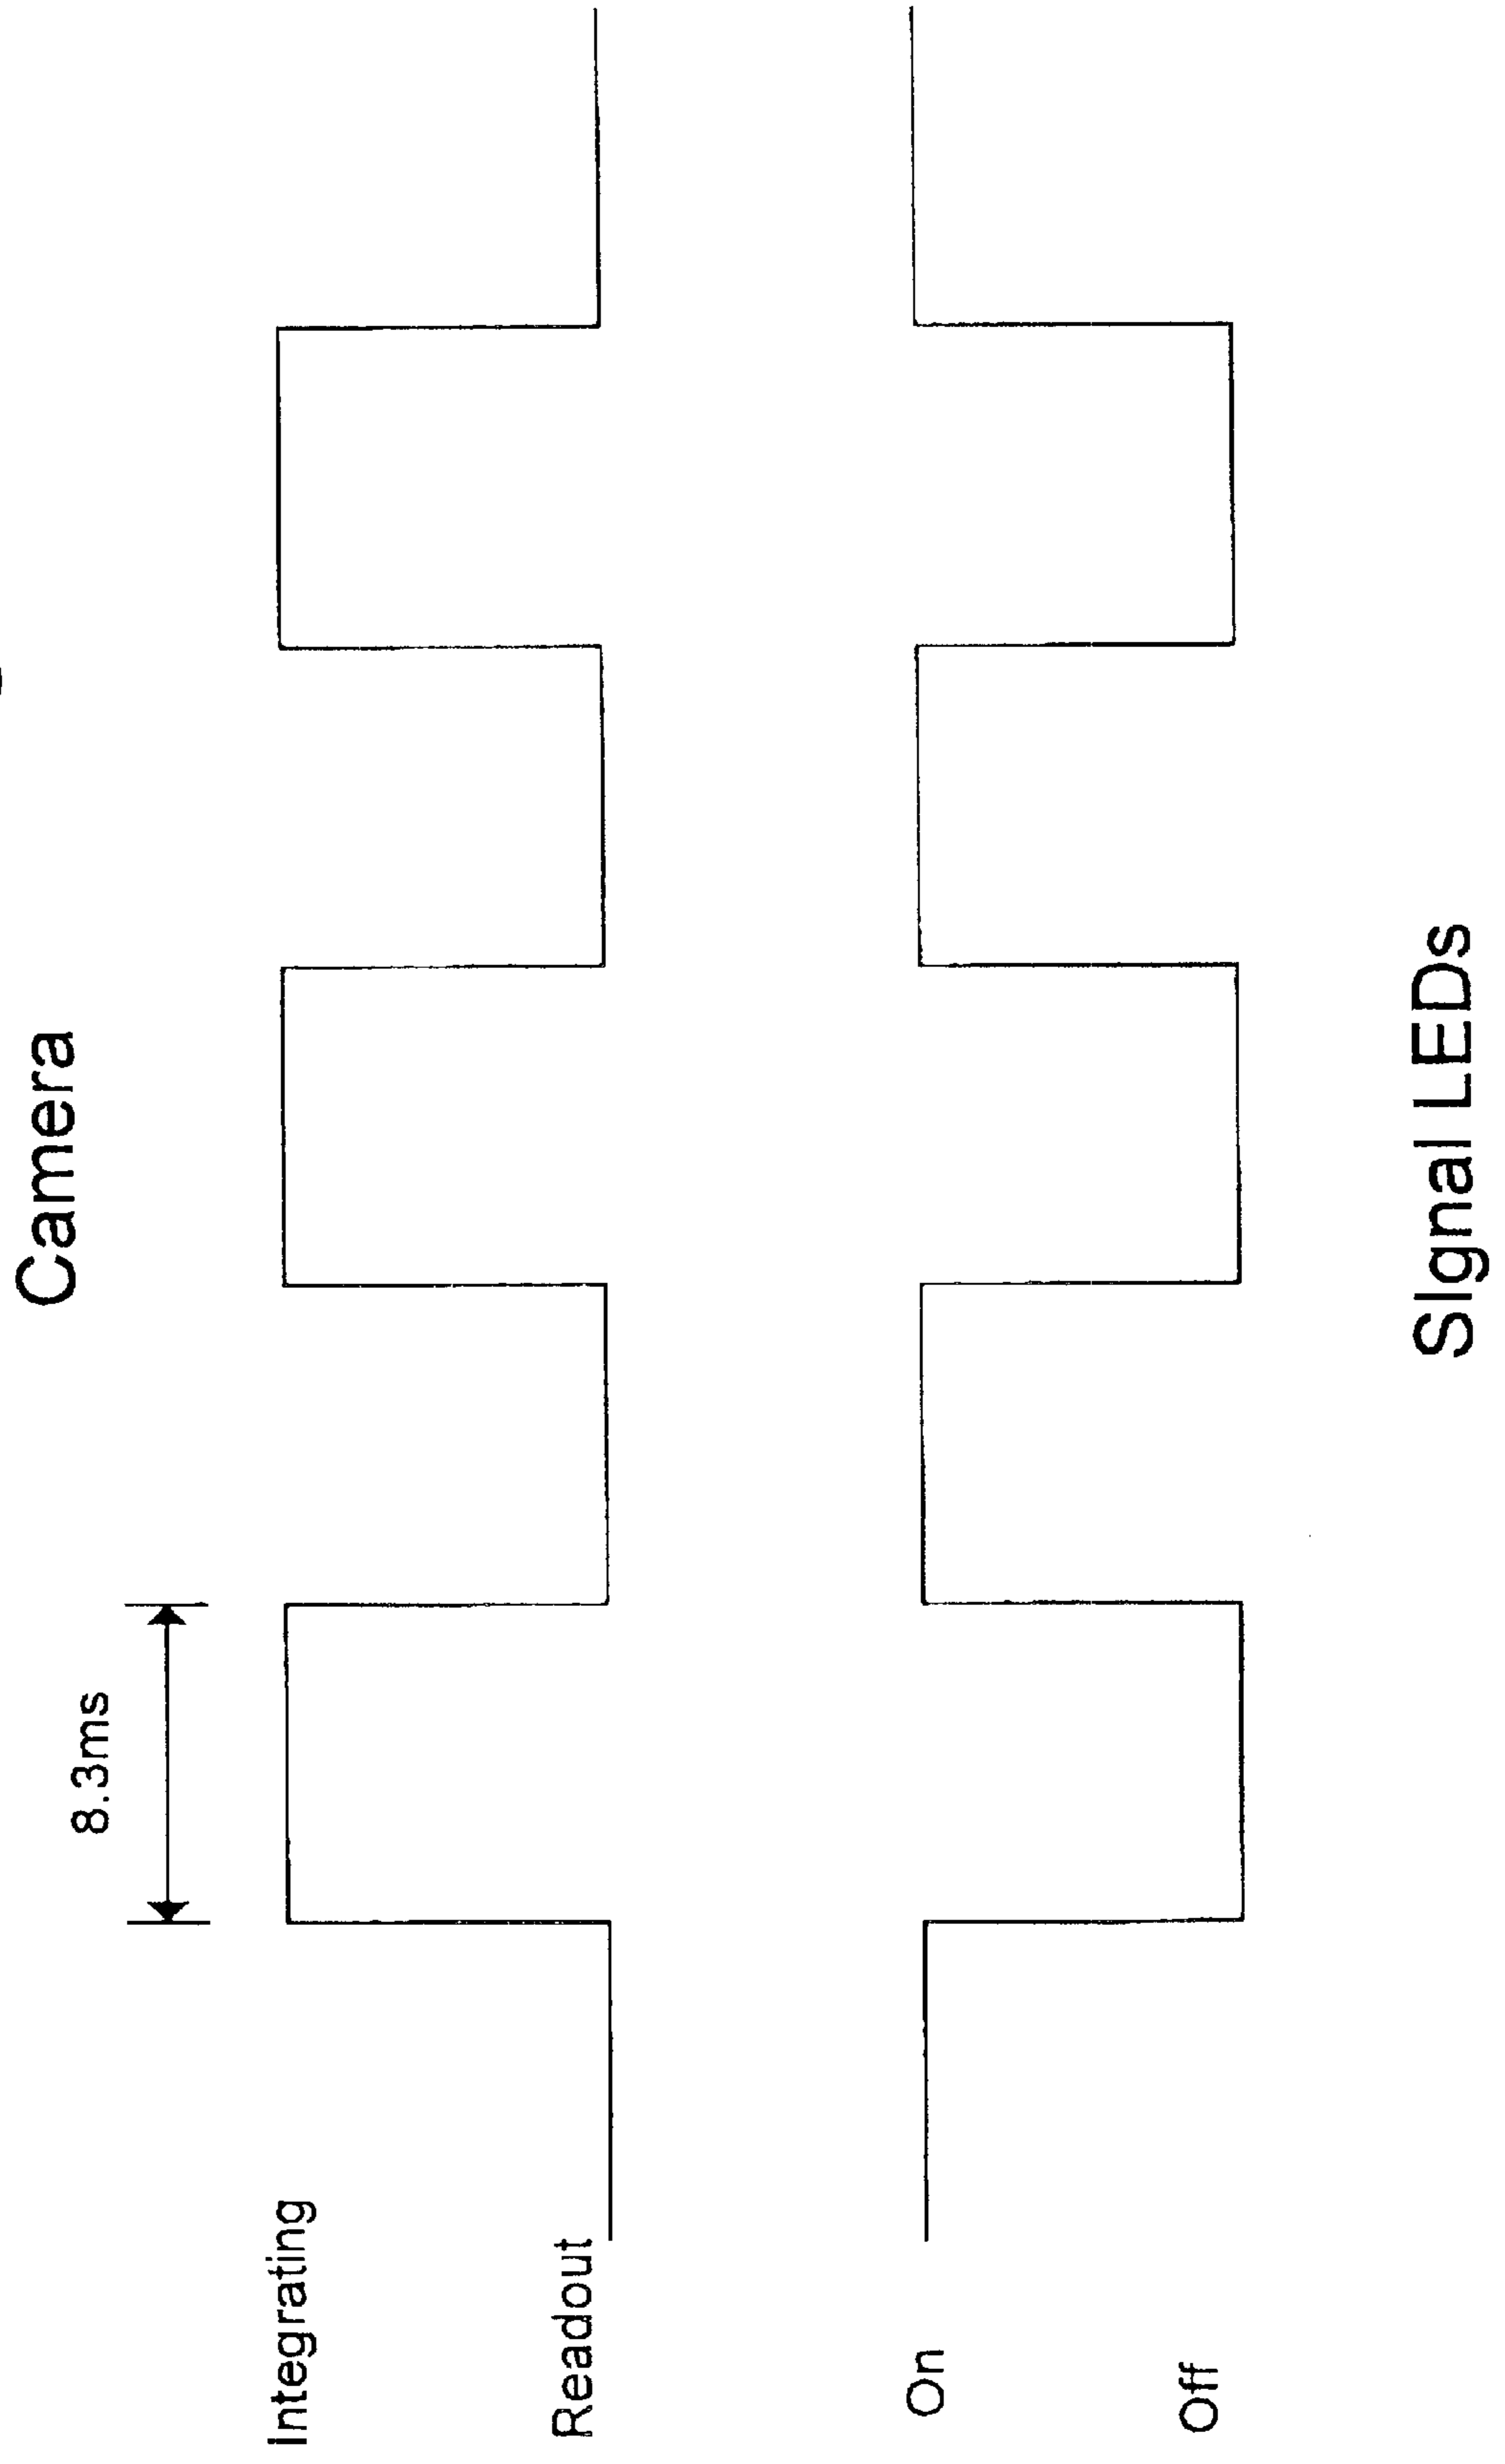 Camera
8.3ms
Integrating
Readout
On
Off
SIgnal LEDs